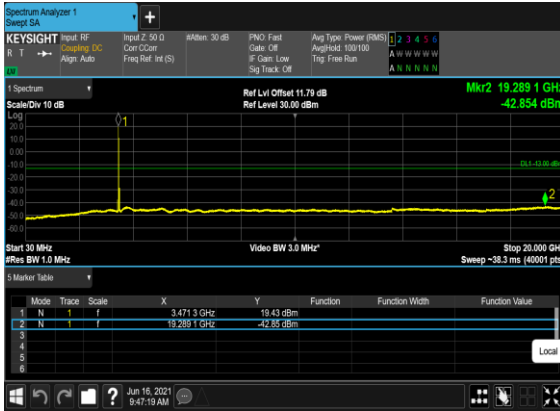 Spectrum Analyzer 1
Swept SA
+
KEYSIGHT Input: RF Input Z: 50 Ω #Atten: 30 dB PNO: Fast Avg Type: Power (RMS) 1 2 3 4 5 6
R T Coupling: DC Corr CCorr Gate: Off Avg|Hold: 100/100 A W W W W W
Align: Auto Freq Ref: Int (S) IF Gain: Low Trig: Free Run
Sig Track: Off A N N N N N
1 Spectrum Ref Lvl Offset 11.79 dB Mkr2 19.289 1 GHz
Scale/Div 10 dB Ref Level 30.00 dBm -42.854 dBm
Log
20.0
10.0
0.00
-10.0
-20.0
-30.0
-40.0
-50.0
-60.0
1
DL1 -13.00 dBm
2
Start 30 MHz Video BW 3.0 MHz* Stop 20.000 GH
#Res BW 1.0 MHz Sweep ~38.3 ms (40001 pts
5 Marker Table
Mode Trace Scale X Y Function Function Width Function Value
1 N 1 f 3.471 3 GHz 19.43 dBm
2 N 1 f 19.289 1 GHz -42.85 dBm
3
4
5
6
Local
? Jun 16, 2021
9:47:19 AM